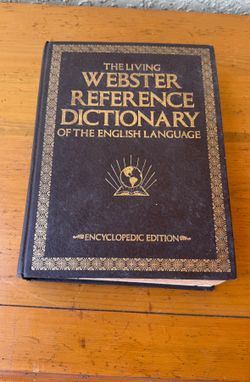 THE LIVING
WEBSTER
REFERENCE
DICTIONARY
OF THE ENGLISH LANGUAGE
ENCYCLOPEDIC EDITION